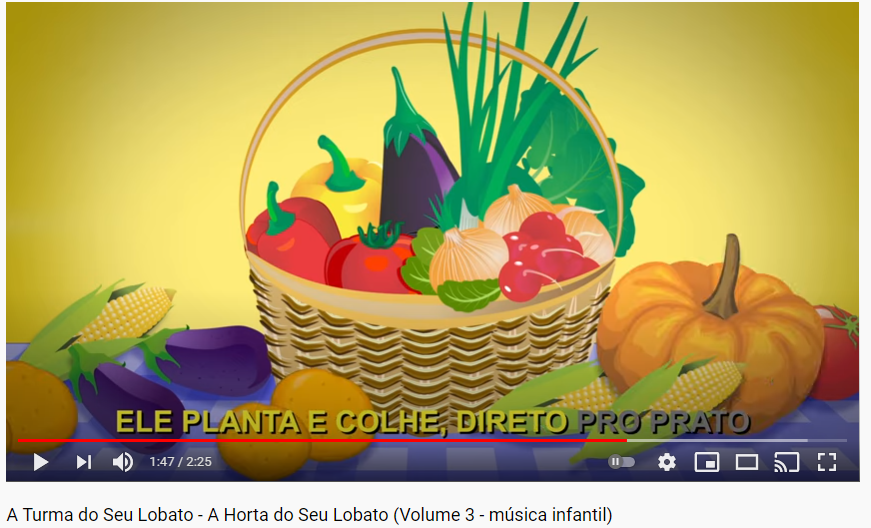 ELE PLANTA E COLHE, DIRETO PRO PRATO
1:47 / 2:25
A Turma do Seu Lobato - A Horta do Seu Lobato (Volume 3 - música infantil)